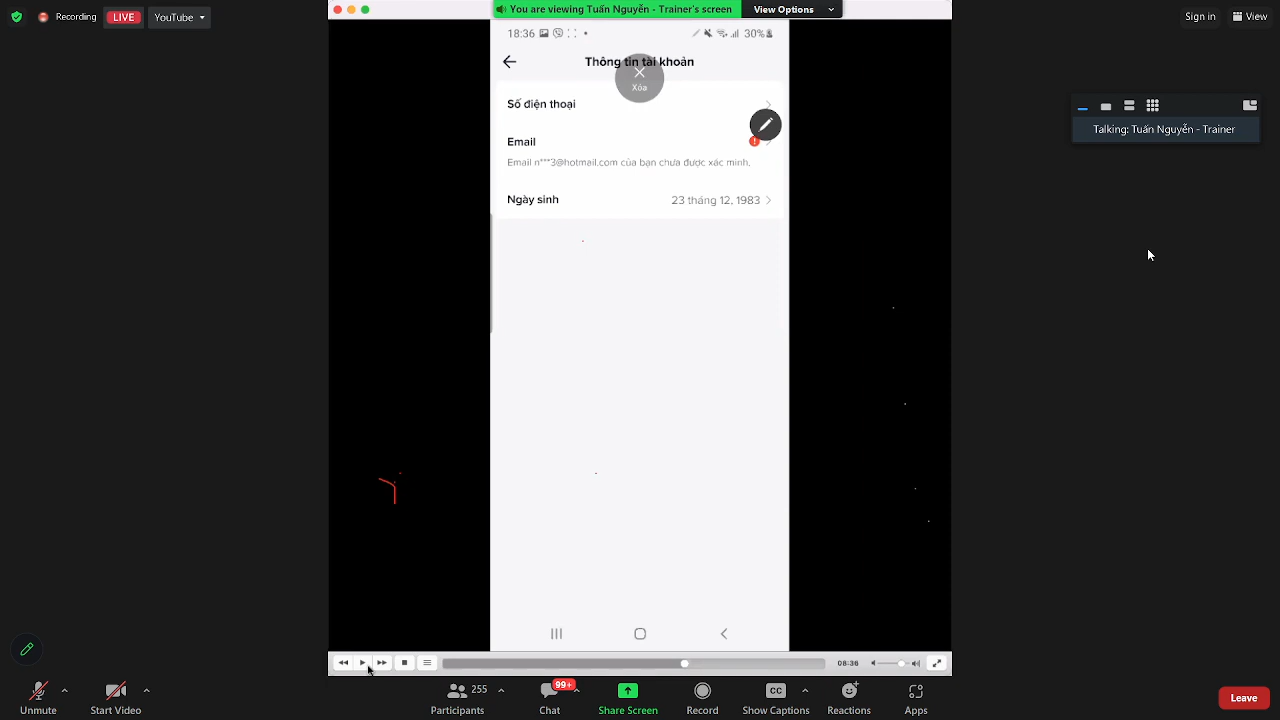 Recording
LIVE
YouTube
You are viewing Tuấn Nguyễn - Trainer's screen
View Options
Sign in
View
18:36
30%
Thông tin tài khoản
Xóa
Số điện thoại
Email
Email n***3@hotmail.com của bạn chưa được xác minh.
Ngày sinh
23 tháng 12, 1983
Talking: Tuấn Nguyễn - Trainer
08:36
Unmute
Start Video
255
Participants
99+
Chat
Share Screen
Record
CC
Show Captions
Reactions
Apps
Leave